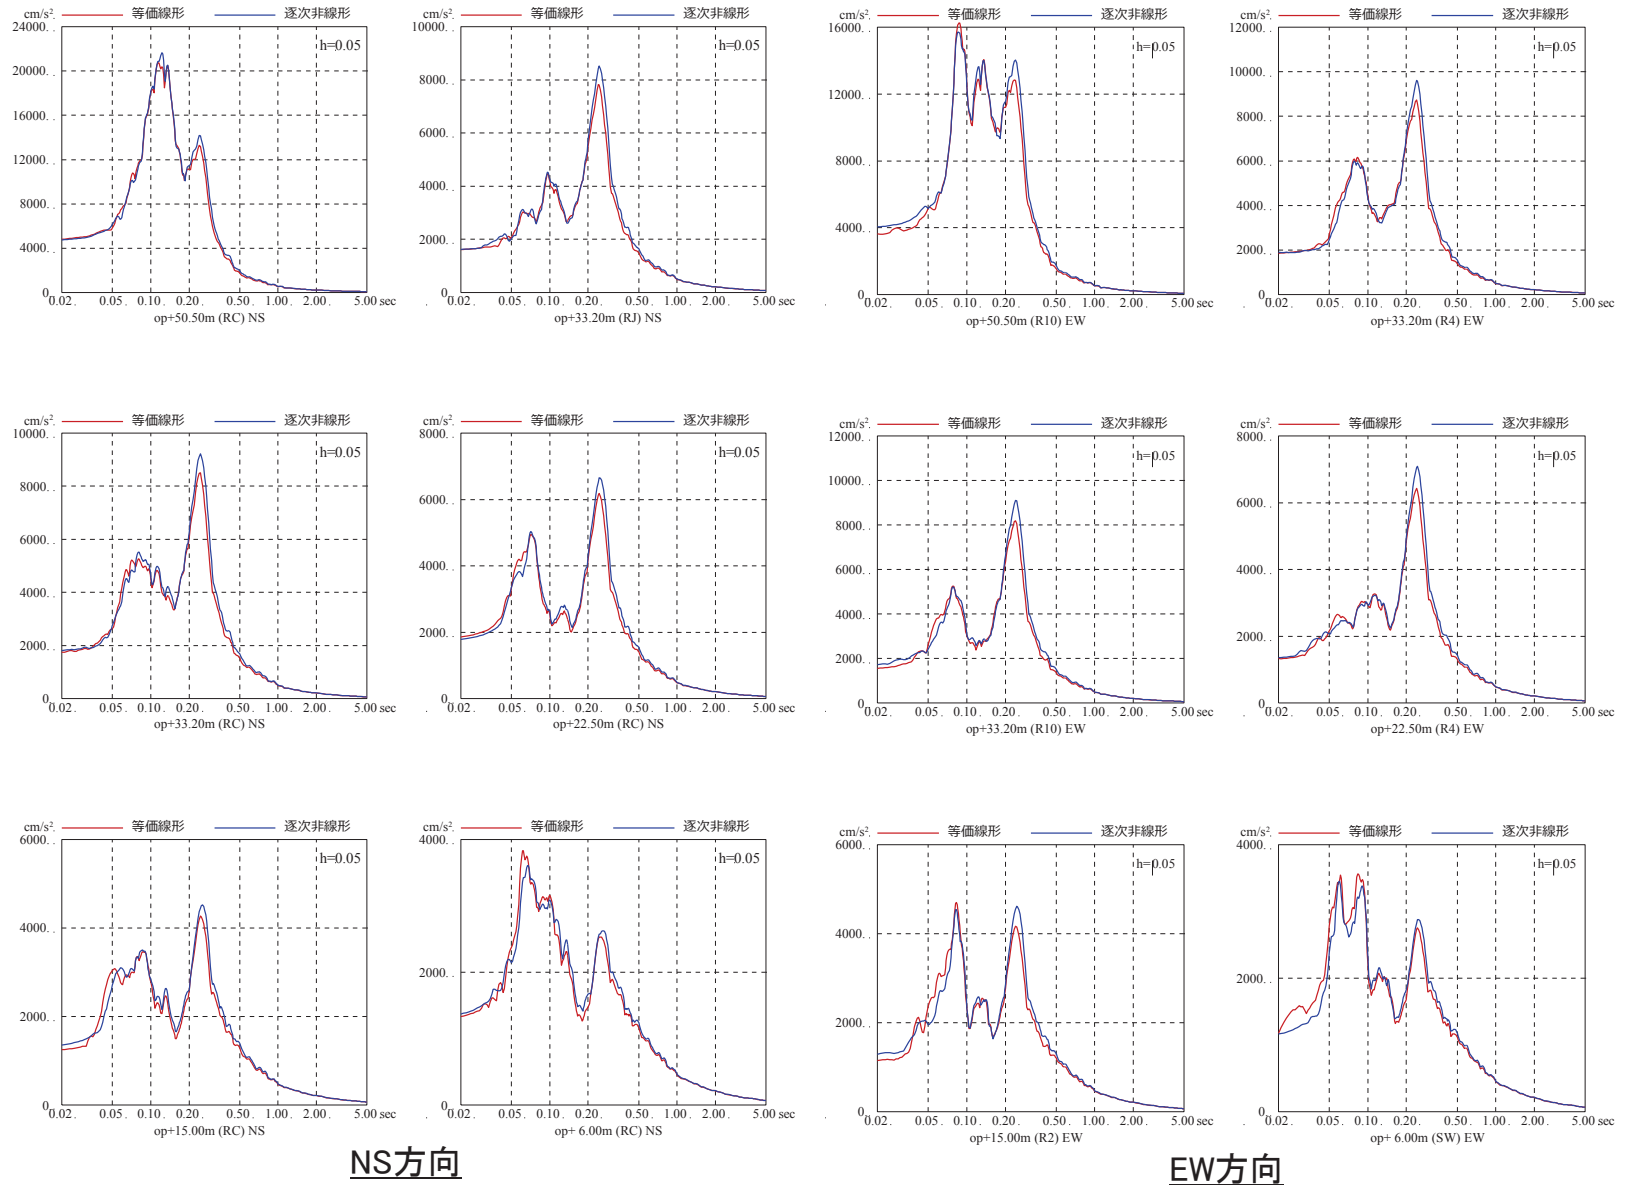 cm/s². 等価線形 逐次非線形
24000. 20000. 16000. 12000. 8000. 4000. 0.
h=0.05
0.02 0.05 0.10 0.20 0.50 1.00 2.00 5.00 sec
op+50.50m (RC) NS
cm/s². 等価線形 逐次非線形
10000. 8000. 6000. 4000. 2000. 0.
h=0.05
0.02 0.05 0.10 0.20 0.50 1.00 2.00 5.00 sec
op+33.20m (RJ) NS
cm/s². 等価線形 逐次非線形
16000. 12000. 8000. 4000. 0.
h=0.05
0.02 0.05 0.10 0.20 0.50 1.00 2.00 5.00 sec
op+50.50m (R10) EW
cm/s². 等価線形 逐次非線形
12000. 10000. 8000. 6000. 4000. 2000. 0.
h=0.05
0.02 0.05 0.10 0.20 0.50 1.00 2.00 5.00 sec
op+33.20m (R4) EW
cm/s². 等価線形 逐次非線形
10000. 8000. 6000. 4000. 2000. 0.
h=0.05
0.02 0.05 0.10 0.20 0.50 1.00 2.00 5.00 sec
op+33.20m (RC) NS
cm/s². 等価線形 逐次非線形
8000. 6000. 4000. 2000. 0.
h=0.05
0.02 0.05 0.10 0.20 0.50 1.00 2.00 5.00 sec
op+22.50m (RC) NS
cm/s². 等価線形 逐次非線形
12000. 10000. 8000. 6000. 4000. 2000. 0.
h=0.05
0.02 0.05 0.10 0.20 0.50 1.00 2.00 5.00 sec
op+33.20m (R10) EW
cm/s². 等価線形 逐次非線形
8000. 6000. 4000. 2000. 0.
h=0.05
0.02 0.05 0.10 0.20 0.50 1.00 2.00 5.00 sec
op+22.50m (R4) EW
cm/s². 等価線形 逐次非線形
6000. 4000. 2000. 0.
h=0.05
0.02 0.05 0.10 0.20 0.50 1.00 2.00 5.00 sec
op+15.00m (RC) NS
cm/s². 等価線形 逐次非線形
4000. 2000. 0.
h=0.05
0.02 0.05 0.10 0.20 0.50 1.00 2.00 5.00 sec
op+ 6.00m (RC) NS
cm/s². 等価線形 逐次非線形
6000. 4000. 2000. 0.
h=0.05
0.02 0.05 0.10 0.20 0.50 1.00 2.00 5.00 sec
op+15.00m (R2) EW
cm/s². 等価線形 逐次非線形
4000. 2000. 0.
h=0.05
0.02 0.05 0.10 0.20 0.50 1.00 2.00 5.00 sec
op+ 6.00m (SW) EW
NS方向
EW方向